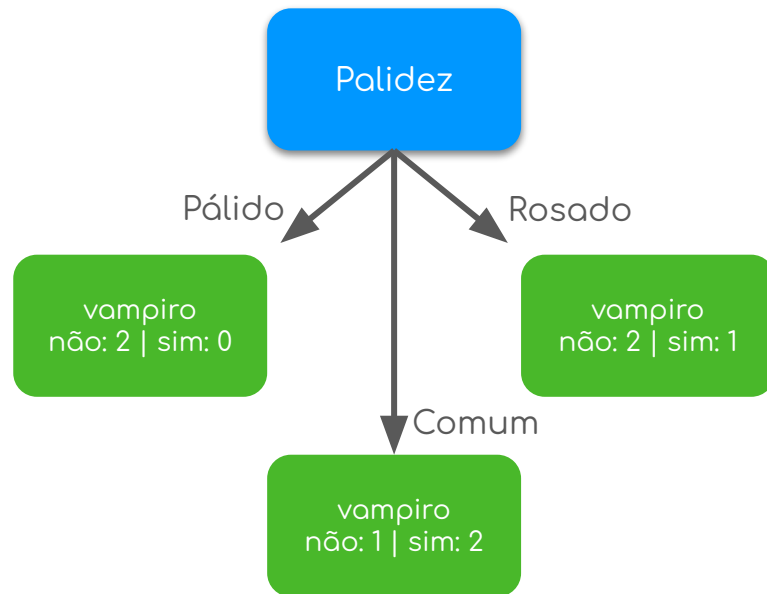 Palidez
Pálido
Rosado
vampiro
não: 2 | sim: 0
vampiro
não: 2 | sim: 1
Comum
vampiro
não: 1 | sim: 2